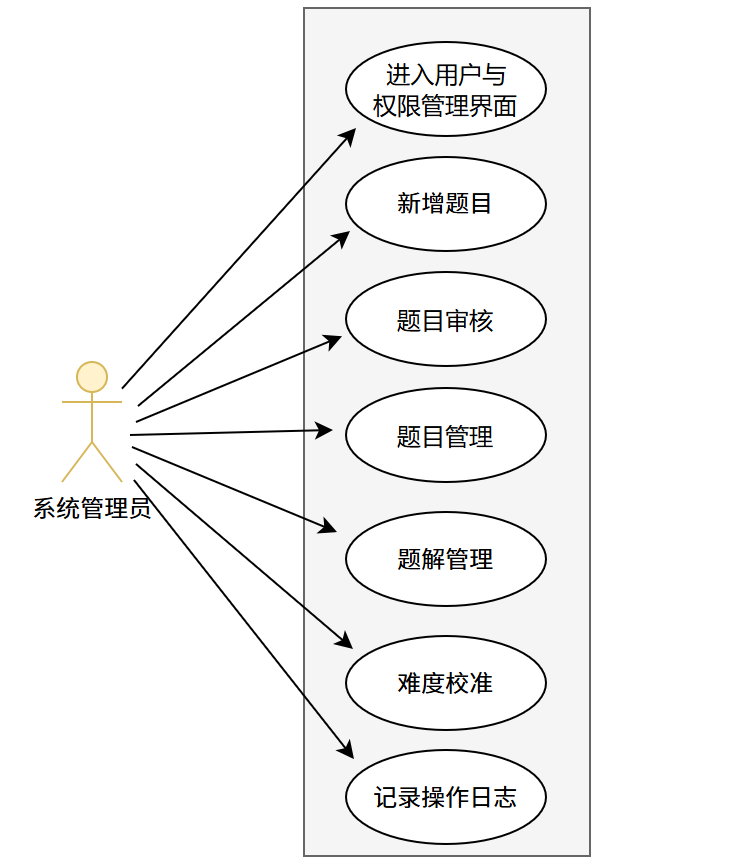 进入用户与
权限管理界面
新增题目
题目审核
题目管理
题解管理
难度校准
记录操作日志
系统管理员